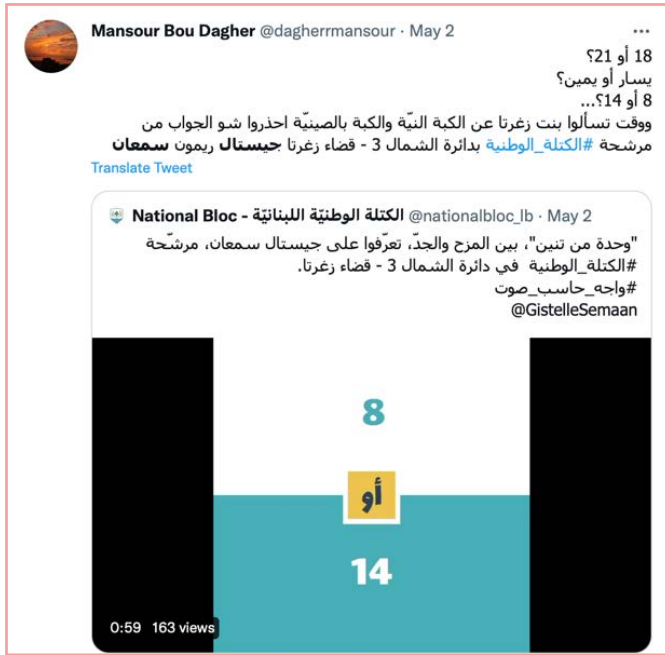 Mansour Bou Dagher @dagherrmansour · May 2 ...
18 أو 21؟
يسار أو يمين؟
8 أو 14؟...
ووقت تسألوا بنت زغرتا عن الكبة النيّة والكبة بالصينيّة احذروا شو الجواب من
مرشحة #الكتلة_الوطنية بدائرة الشمال 3 - قضاء زغرتا جيستال ريمون سمعان
Translate Tweet
National Bloc - الكتلة الوطنيّة اللبنانيّة @nationalbloc_lb · May 2
"وحدة من تنين"، بين المزح والجدّ، تعرّفوا على جيستال سمعان، مرشّحة
#الكتلة_الوطنية في دائرة الشمال 3 - قضاء زغرتا.
#واجه_حاسب_صوت
@GistelleSemaan
8
أو
14
0:59 163 views